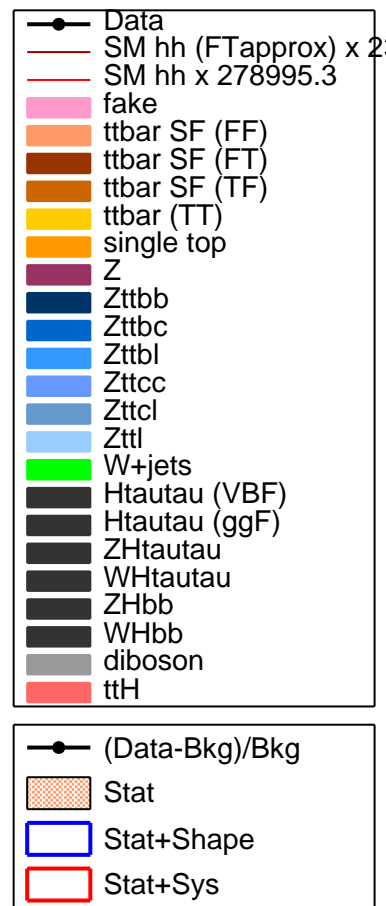 Data
SM hh (FTapprox) x 23
SM hh x 278995.3
fake
ttbar SF (FF)
ttbar SF (FT)
ttbar SF (TF)
ttbar (TT)
single top
Z
Zttbb
Zttbc
Zttbl
Zttcc
Zttcl
Zttl
W+jets
Htautau (VBF)
Htautau (ggF)
ZHtautau
WHtautau
ZHbb
WHbb
diboson
ttH
(Data-Bkg)/Bkg
Stat
Stat+Shape
Stat+Sys